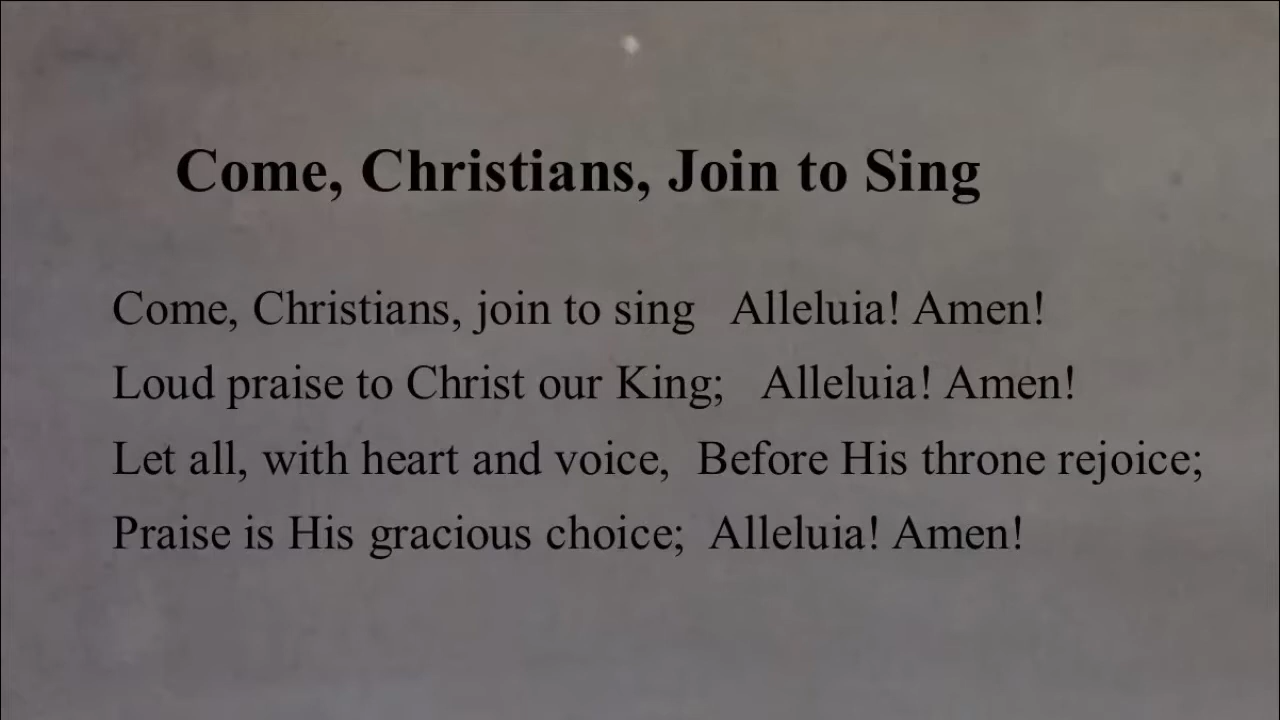 Come, Christians, Join to Sing
Come, Christians, join to sing Alleluia! Amen!
Loud praise to Christ our King; Alleluia! Amen!
Let all, with heart and voice, Before His throne rejoice;
Praise is His gracious choice; Alleluia! Amen!